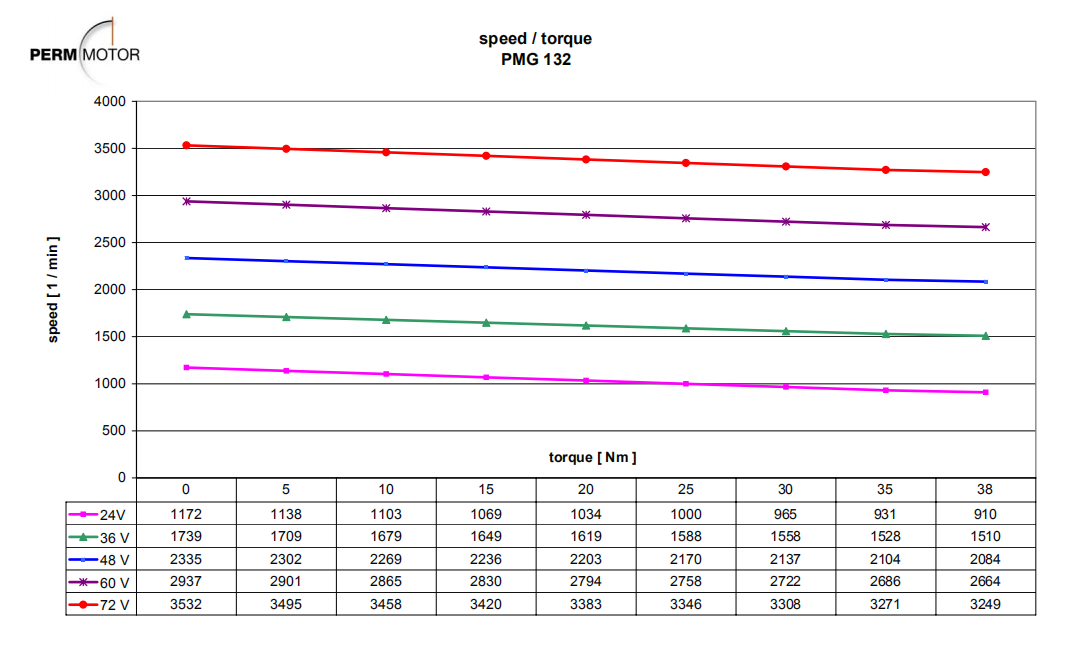 PERM MOTOR
speed / torque
PMG 132
4000
3500
3000
2500
2000
1500
1000
500
0
speed [ 1 / min ]
torque [ Nm ]
0 5 10 15 20 25 30 35 38
24V 1172 1138 1103 1069 1034 1000 965 931 910
36 V 1739 1709 1679 1649 1619 1588 1558 1528 1510
48 V 2335 2302 2269 2236 2203 2170 2137 2104 2084
60 V 2937 2901 2865 2830 2794 2758 2722 2686 2664
72 V 3532 3495 3458 3420 3383 3346 3308 3271 3249